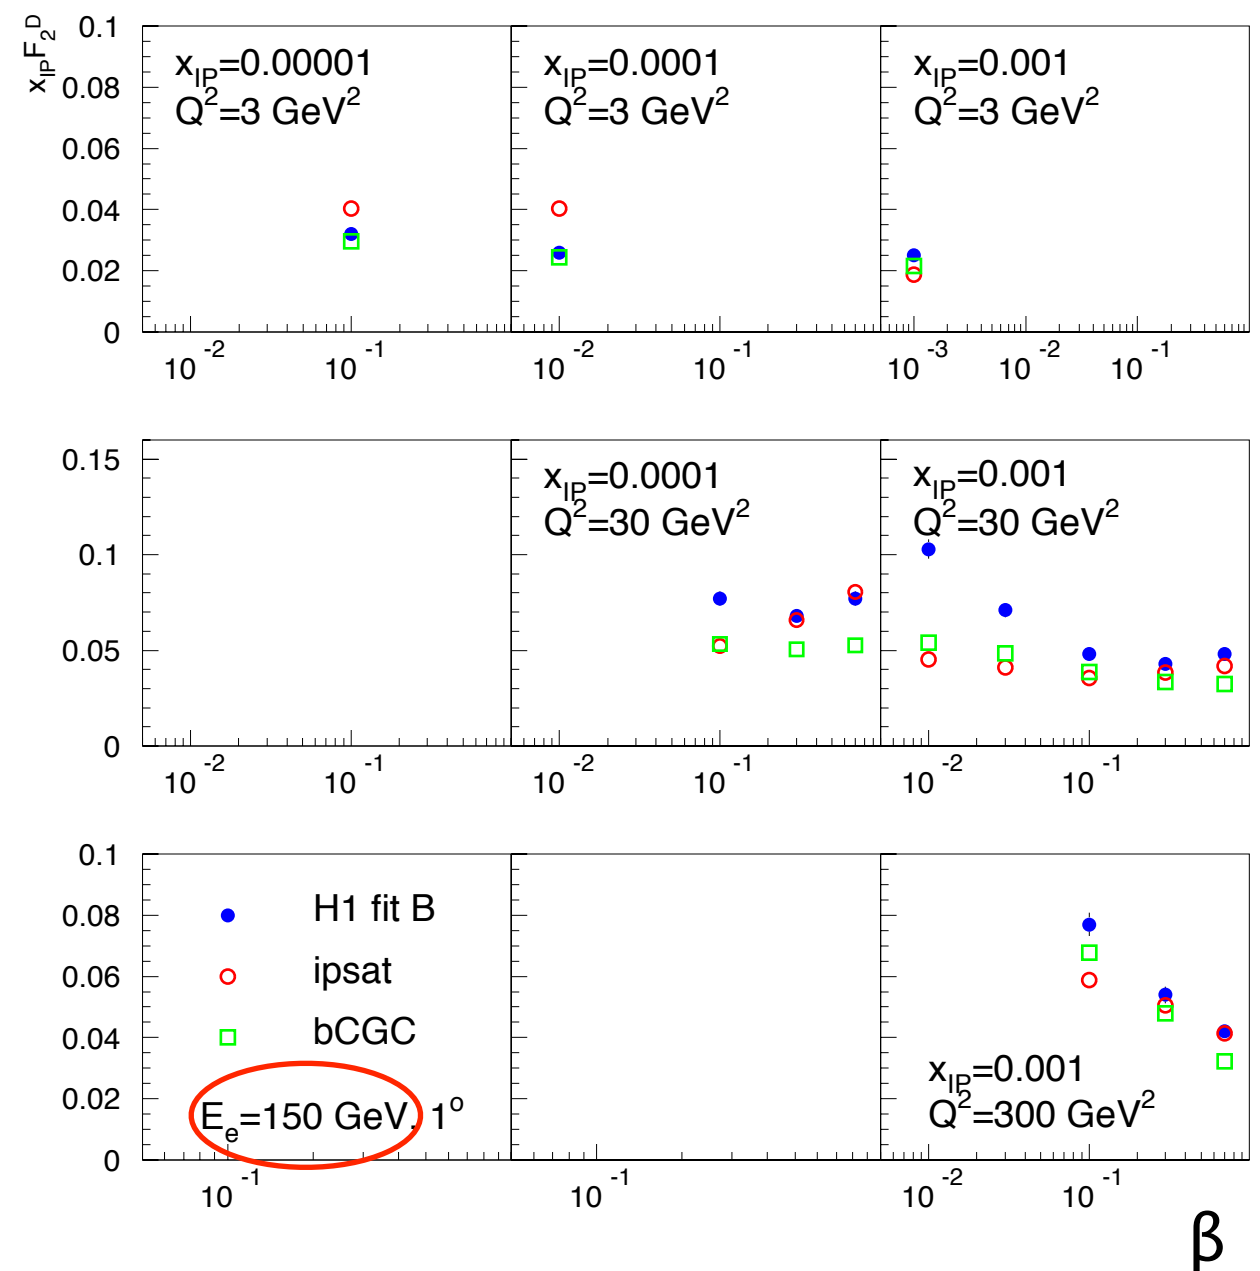 x_IP F_2^D
0.1
0.08
0.06
0.04
0.02
0
x_IP=0.00001
Q^2=3 GeV^2
x_IP=0.0001
Q^2=3 GeV^2
x_IP=0.001
Q^2=3 GeV^2
10^-2 10^-1 10^-2 10^-1 10^-3 10^-2 10^-1
0.15
0.1
0.05
0
x_IP=0.0001
Q^2=30 GeV^2
x_IP=0.001
Q^2=30 GeV^2
10^-2 10^-1 10^-2 10^-1 10^-2 10^-1
0.1
0.08
0.06
0.04
0.02
0
H1 fit B
ipsat
bCGC
E_e=150 GeV, 1^o
x_IP=0.001
Q^2=300 GeV^2
10^-1 10^-1 10^-2 10^-1
β